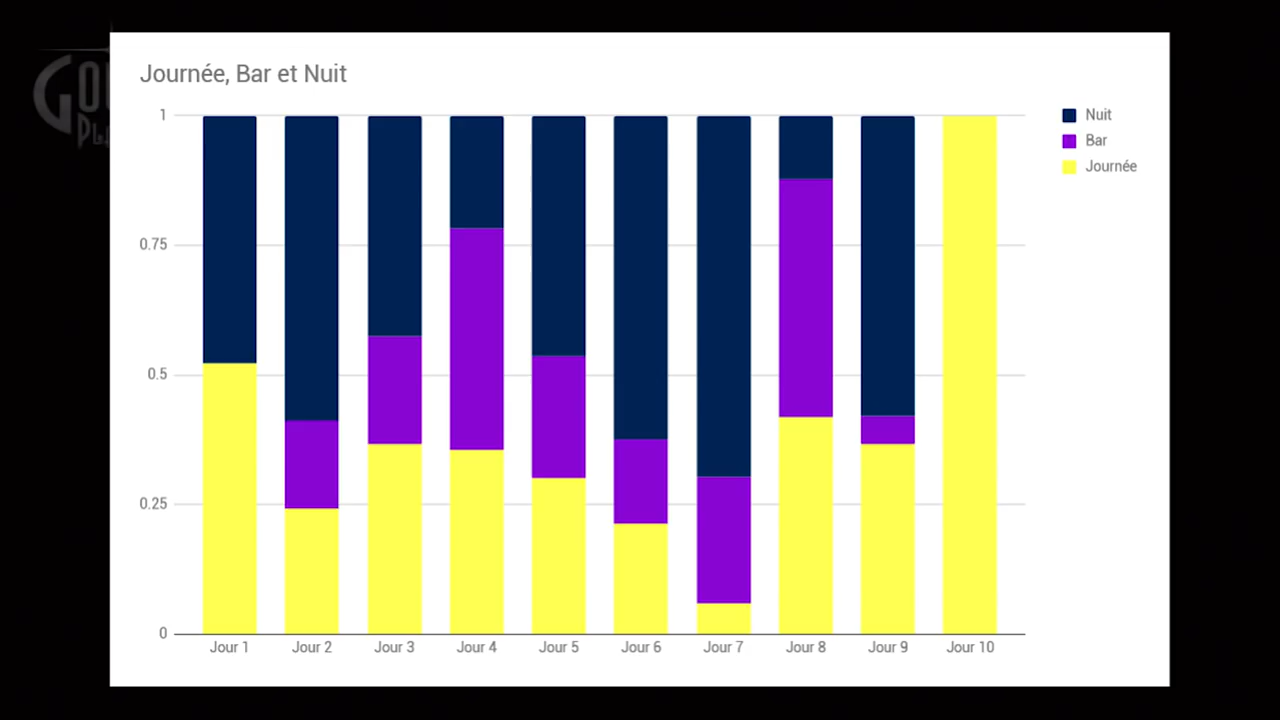 Journée, Bar et Nuit
1
0.75
0.5
0.25
0
Jour 1
Jour 2
Jour 3
Jour 4
Jour 5
Jour 6
Jour 7
Jour 8
Jour 9
Jour 10
Nuit
Bar
Journée